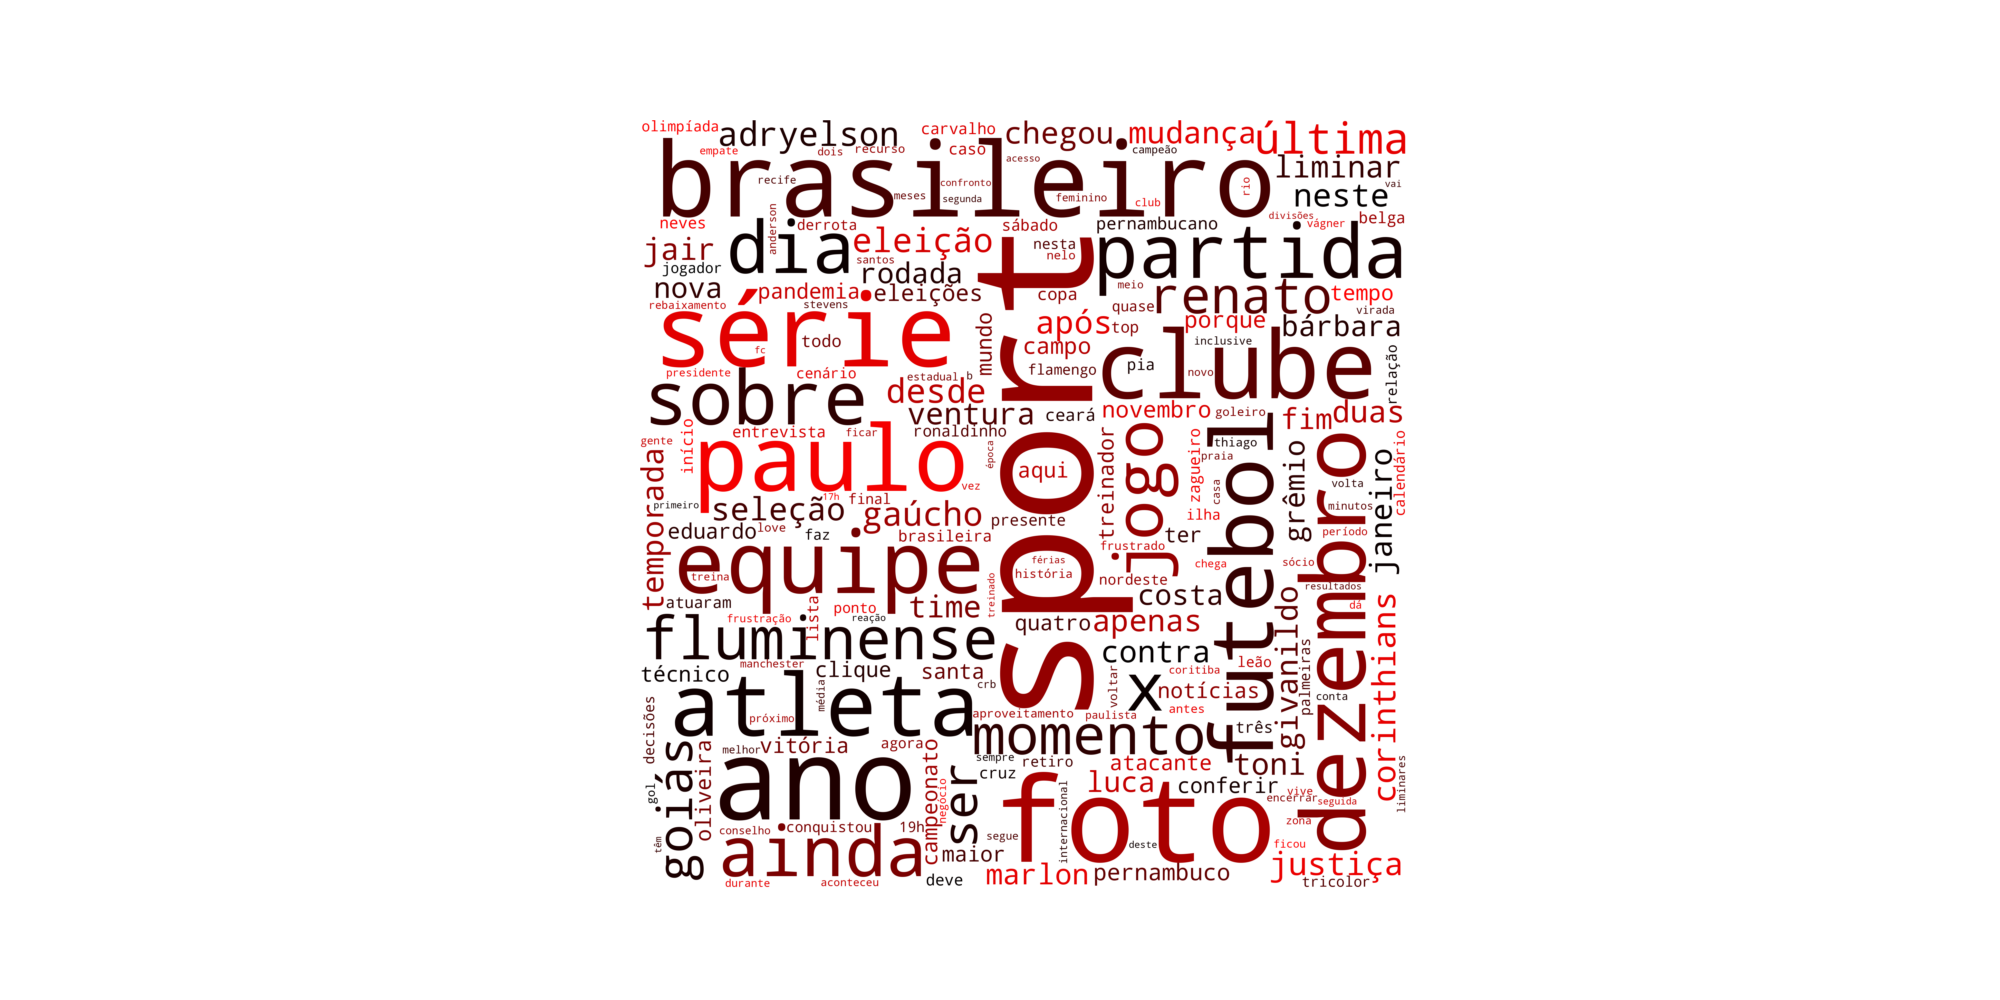 olimpíada
adryelson
carvalho
chegou
mudança
última
empate
dois
recurso
caso
acesso
campeão
liminar
brasileiro
recife
confronto
meses
segunda
feminino
club
rio
neste
vai
neves
anderson
derrota
sábado
pernambucano
divisões
vágner
belga
jair
dia
eleição
nesta
nelo
partida
jogador
santos
rodada
nova
pandemia
eleições
copa
meio
renato
tempo
rebaixamento
stevens
quase
virada
série
mundo
após
top
porque
bárbara
fc
todo
campo
inclusive
clube
presidente
cenário
estadual
b
flamengo
pia
novo
relação
sobre
desde
sport
ventura
ceará
novembro
goleiro
fim
duas
gente
início
entrevista
ficar
ronaldinho
época
aqui
treinador
jogo
zagueiro
thiago
praia
futebol
grêmio
dezembro
janeiro
calendário
paulo
vez
casa
volta
temporada
primeiro
17h
final
seleção
gaúcho
presente
ilha
minutos
eduardo
love
faz
brasileira
ter
período
equipe
treina
férias
história
frustrado
nordeste
chega
sócio
resultados
atuaram
lista
ponto
time
treinado
costa
dá
frustração
reação
quatro
apenas
givanildo
corinthians
fluminense
contra
técnico
manchester
clique
santa
crb
voltar
coritiba
leão
palmeiras
média
x
notícias
conta
atleta
próximo
aproveitamento
paulista
antes
decisões
três
momento
melhor
vitória
agora
goiás
oliveira
campeonato
ser
sempre
retiro
atacante
toni
cruz
luca
conferir
gol
ano
negócio
foto
internacional
encerrar
vive
seguida
liminares
zona
conselho
conquistou
19h
segue
deste
ficou
têm
ainda
maior
justiça
durante
aconteceu
deve
marlon
pernambuco
tricolor